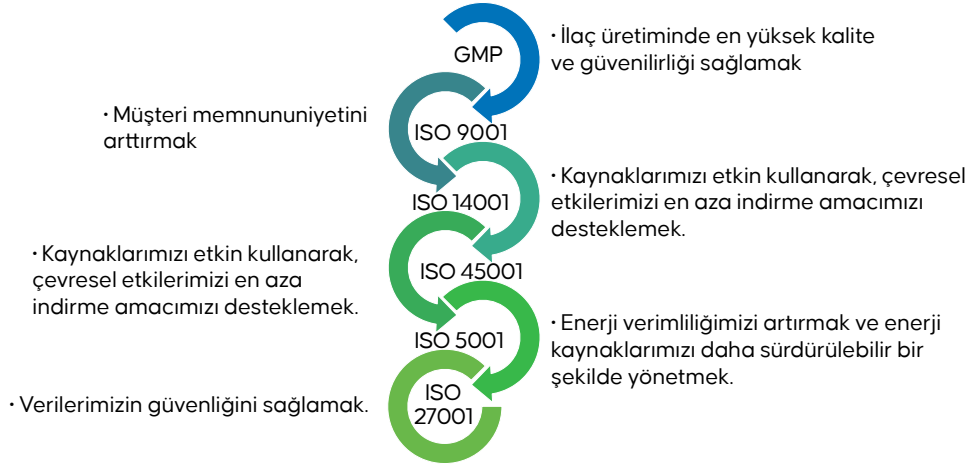 GMP
· İlaç üretiminde en yüksek kalite
ve güvenilirliği sağlamak
· Müşteri memnununiyetini
arttırmak
ISO 9001
ISO 14001
· Kaynaklarımızı etkin kullanarak, çevresel
etkilerimizi en aza indirme amacımızı
desteklemek.
· Kaynaklarımızı etkin kullanarak,
çevresel etkilerimizi en aza
indirme amacımızı desteklemek.
ISO 45001
ISO 5001
· Enerji verimliliğimizi artırmak ve enerji
kaynaklarımızı daha sürdürülebilir bir
şekilde yönetmek.
· Verilerimizin güvenliğini sağlamak.
ISO
27001